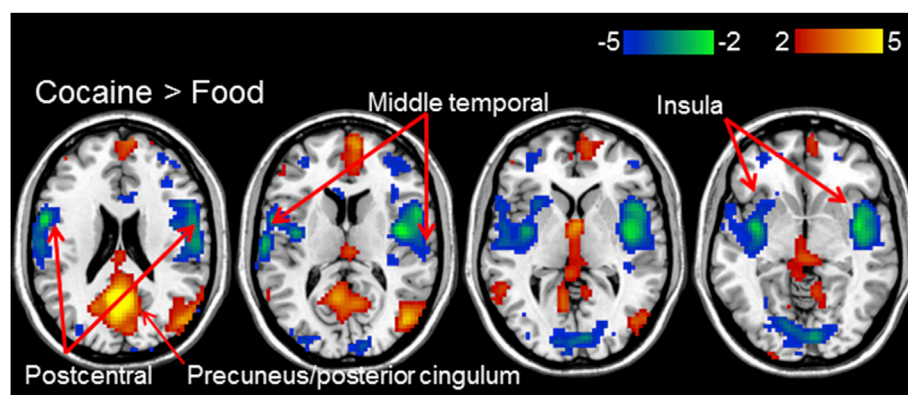 -5 -2 2 5
Cocaine > Food
Middle temporal
Insula
Postcentral
Precuneus/posterior cingulum